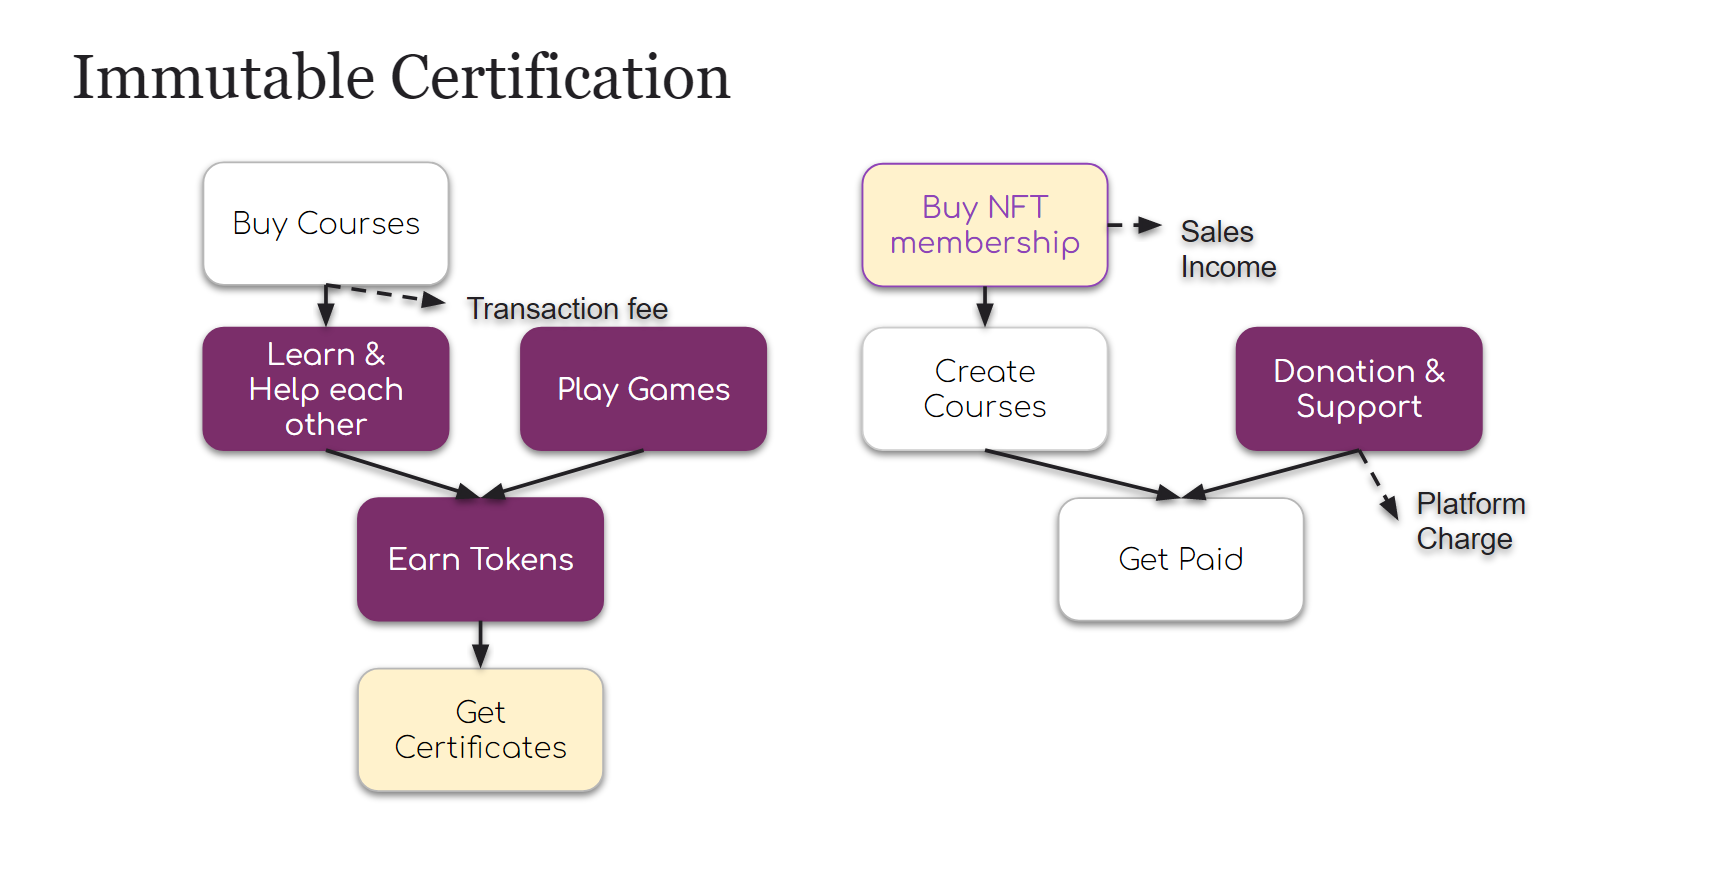 Immutable Certification
Buy Courses
Transaction fee
Learn &
Help each
other
Play Games
Earn Tokens
Get
Certificates
Buy NFT
membership
Sales
Income
Create
Courses
Donation &
Support
Get Paid
Platform
Charge